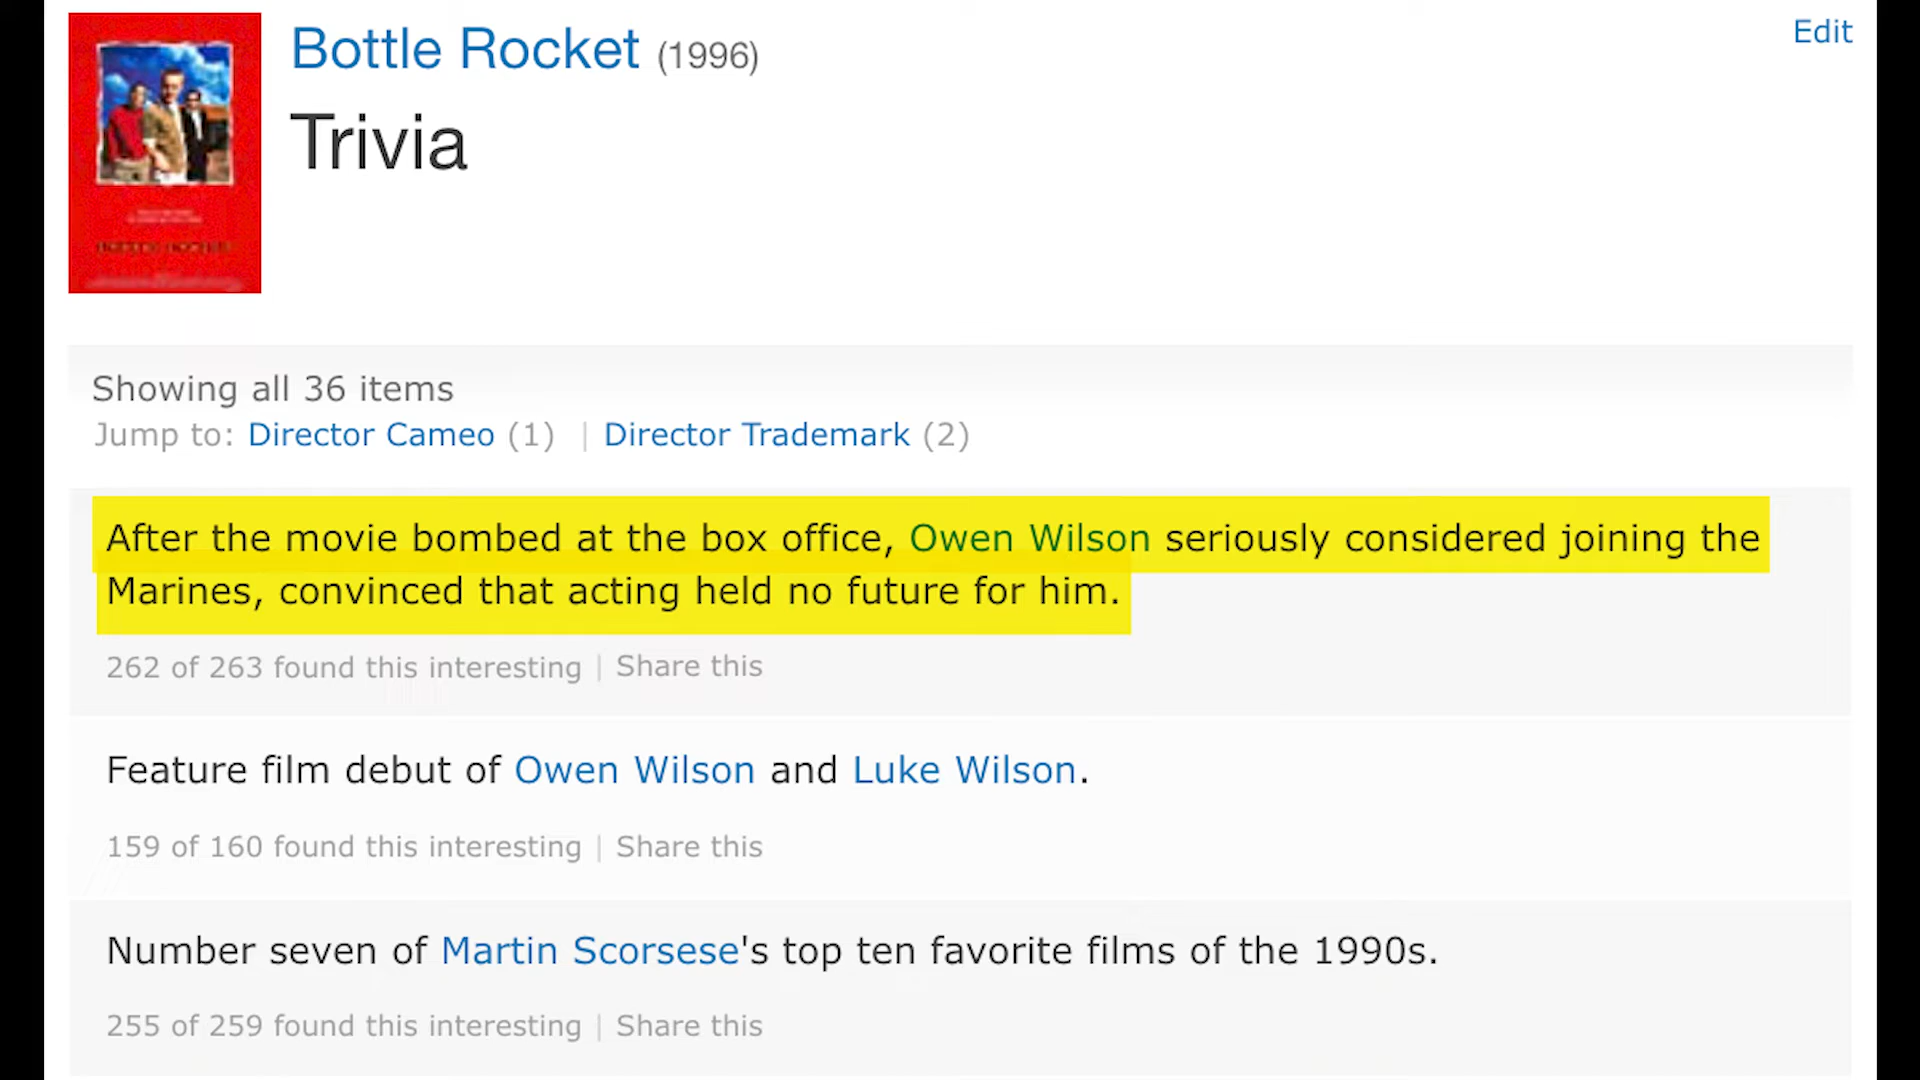 Bottle Rocket (1996)
Edit
Trivia
Showing all 36 items
Jump to: Director Cameo (1) | Director Trademark (2)
After the movie bombed at the box office, Owen Wilson seriously considered joining the
Marines, convinced that acting held no future for him.
262 of 263 found this interesting | Share this
Feature film debut of Owen Wilson and Luke Wilson.
159 of 160 found this interesting | Share this
Number seven of Martin Scorsese's top ten favorite films of the 1990s.
255 of 259 found this interesting | Share this